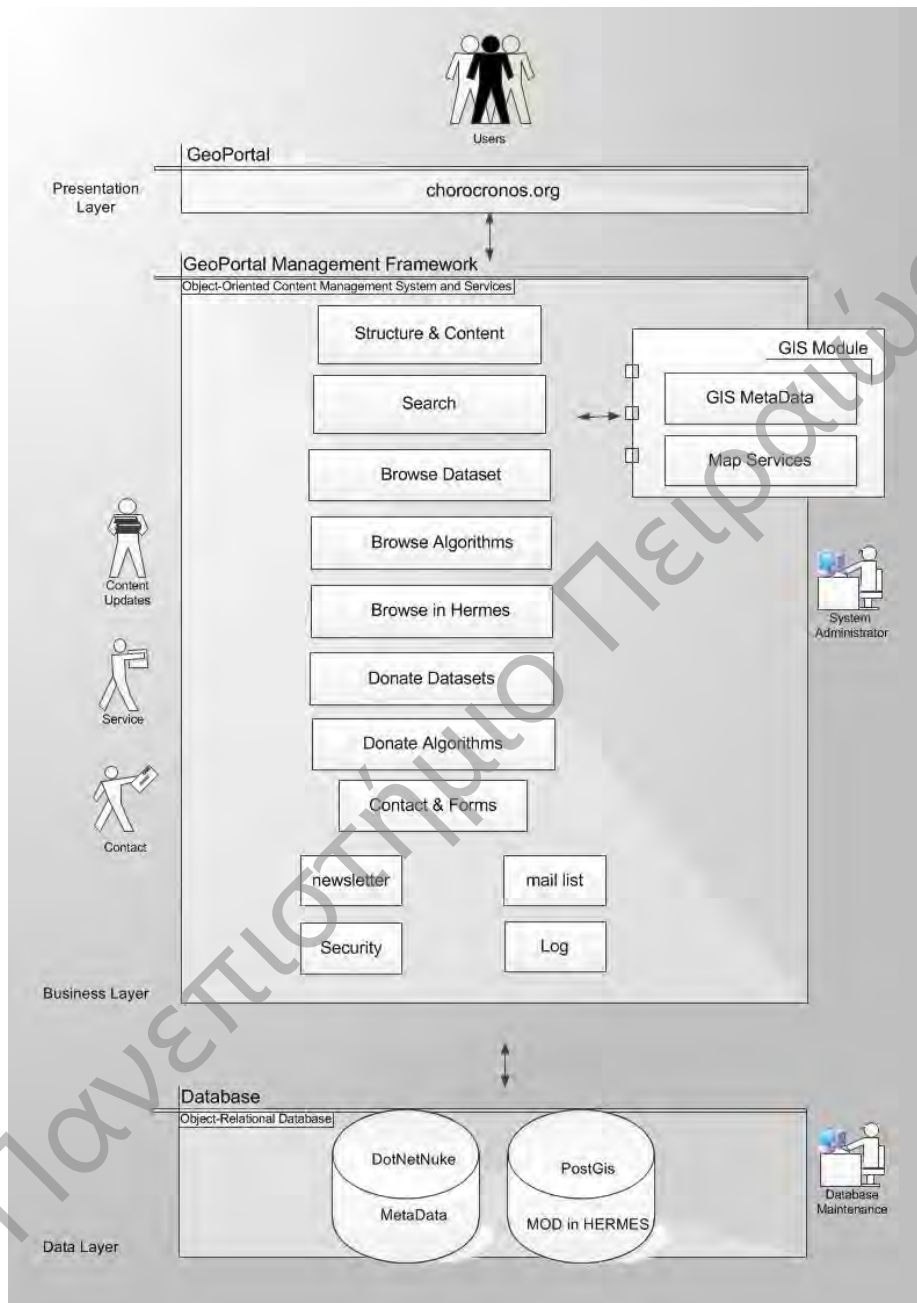 Users
GeoPortal
Presentation
Layer
chorocronos.org
GeoPortal Management Framework
Object-Oriented Content Management System and Services
Structure & Content
Search
Browse Dataset
Browse Algorithms
Browse in Hermes
Donate Datasets
Donate Algorithms
Contact & Forms
newsletter
mail list
Security
Log
GIS Module
GIS MetaData
Map Services
Content
Updates
Service
Contact
System
Administrator
Business Layer
Database
Object-Relational Database
DotNetNuke
MetaData
PostGis
MOD in HERMES
Database
Maintenance
Data Layer
Πανεπιστήμιο Πειραιώς